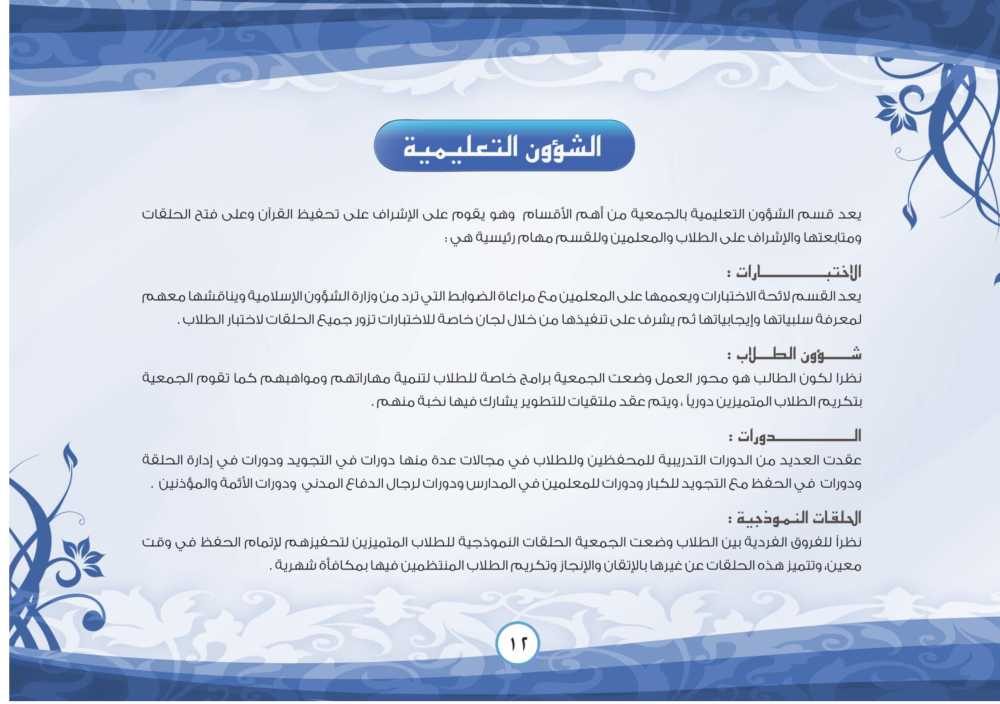 الشؤون التعليمية
يعد قسم الشؤون التعليمية بالجمعية من أهم الأقسام وهو يقوم على الإشراف على تحفيظ القرآن وعلى فتح الحلقات
ومتابعتها والإشراف على الطلاب والمعلمين وللقسم مهام رئيسية هي :
الاختبـــــــــارات :
يعد القسم لائحة الاختبارات ويعممها على المعلمين مع مراعاة الضوابط التي ترد من وزارة الشؤون الإسلامية ويناقشها معهم
لمعرفة سلبياتها وإيجابياتها ثم يشرف على تنفيذها من خلال لجان خاصة للاختبارات تزور جميع الحلقات لاختبار الطلاب .
شـــؤون الطـــلاب :
نظرا لكون الطالب هو محور العمل وضعت الجمعية برامج خاصة للطلاب لتنمية مهاراتهم ومواهبهم كما تقوم الجمعية
بتكريم الطلاب المتميزين دورياً ، ويتم عقد ملتقيات للتطوير يشارك فيها نخبة منهم .
الـــــــــــدورات :
عقدت العديد من الدورات التدريبية للمحفظين وللطلاب في مجالات عدة منها دورات في التجويد ودورات في إدارة الحلقة
ودورات في الحفظ مع التجويد للكبار ودورات للمعلمين في المدارس ودورات لرجال الدفاع المدني ودورات الأئمة والمؤذنين .
الحلقات النـمـوذجيـة :
نظراً للفروق الفردية بين الطلاب وضعت الجمعية الحلقات النموذجية للطلاب المتميزين لتحفيزهم لإتمام الحفظ في وقت
معين، وتتميز هذه الحلقات عن غيرها بالإتقان والإنجاز وتكريم الطلاب المنتظمين فيها بمكافأة شهرية .
١٢